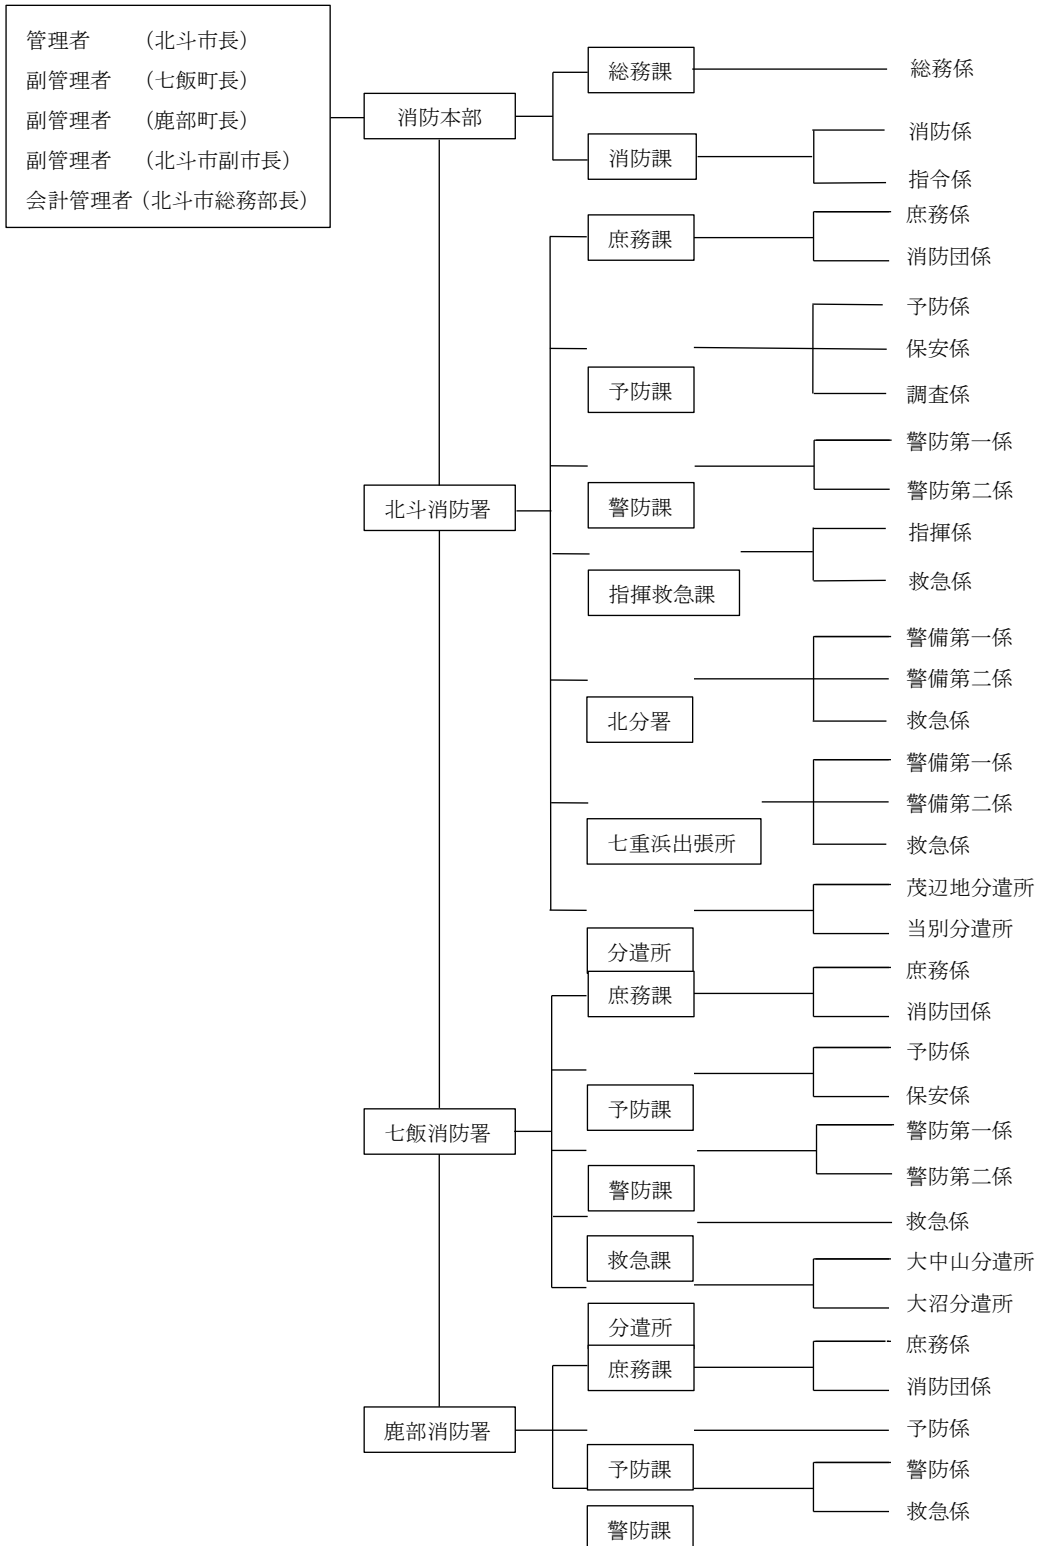 管理者 （北斗市長）
副管理者 （七飯町長）
副管理者 （鹿部町長）
副管理者 （北斗市副市長）
会計管理者（北斗市総務部長）
消防本部
総務課
総務係
消防課
消防係
指令係
北斗消防署
庶務課
庶務係
消防団係
予防課
予防係
保安係
調査係
警防課
警防第一係
警防第二係
指揮救急課
指揮係
救急係
北分署
警備第一係
警備第二係
救急係
七重浜出張所
警備第一係
警備第二係
救急係
分遣所
茂辺地分遣所
当別分遣所
七飯消防署
庶務課
庶務係
消防団係
予防課
予防係
保安係
警防課
警防第一係
警防第二係
救急課
救急係
分遣所
大中山分遣所
大沼分遣所
鹿部消防署
庶務課
庶務係
消防団係
予防課
予防係
警防課
警防係
救急係